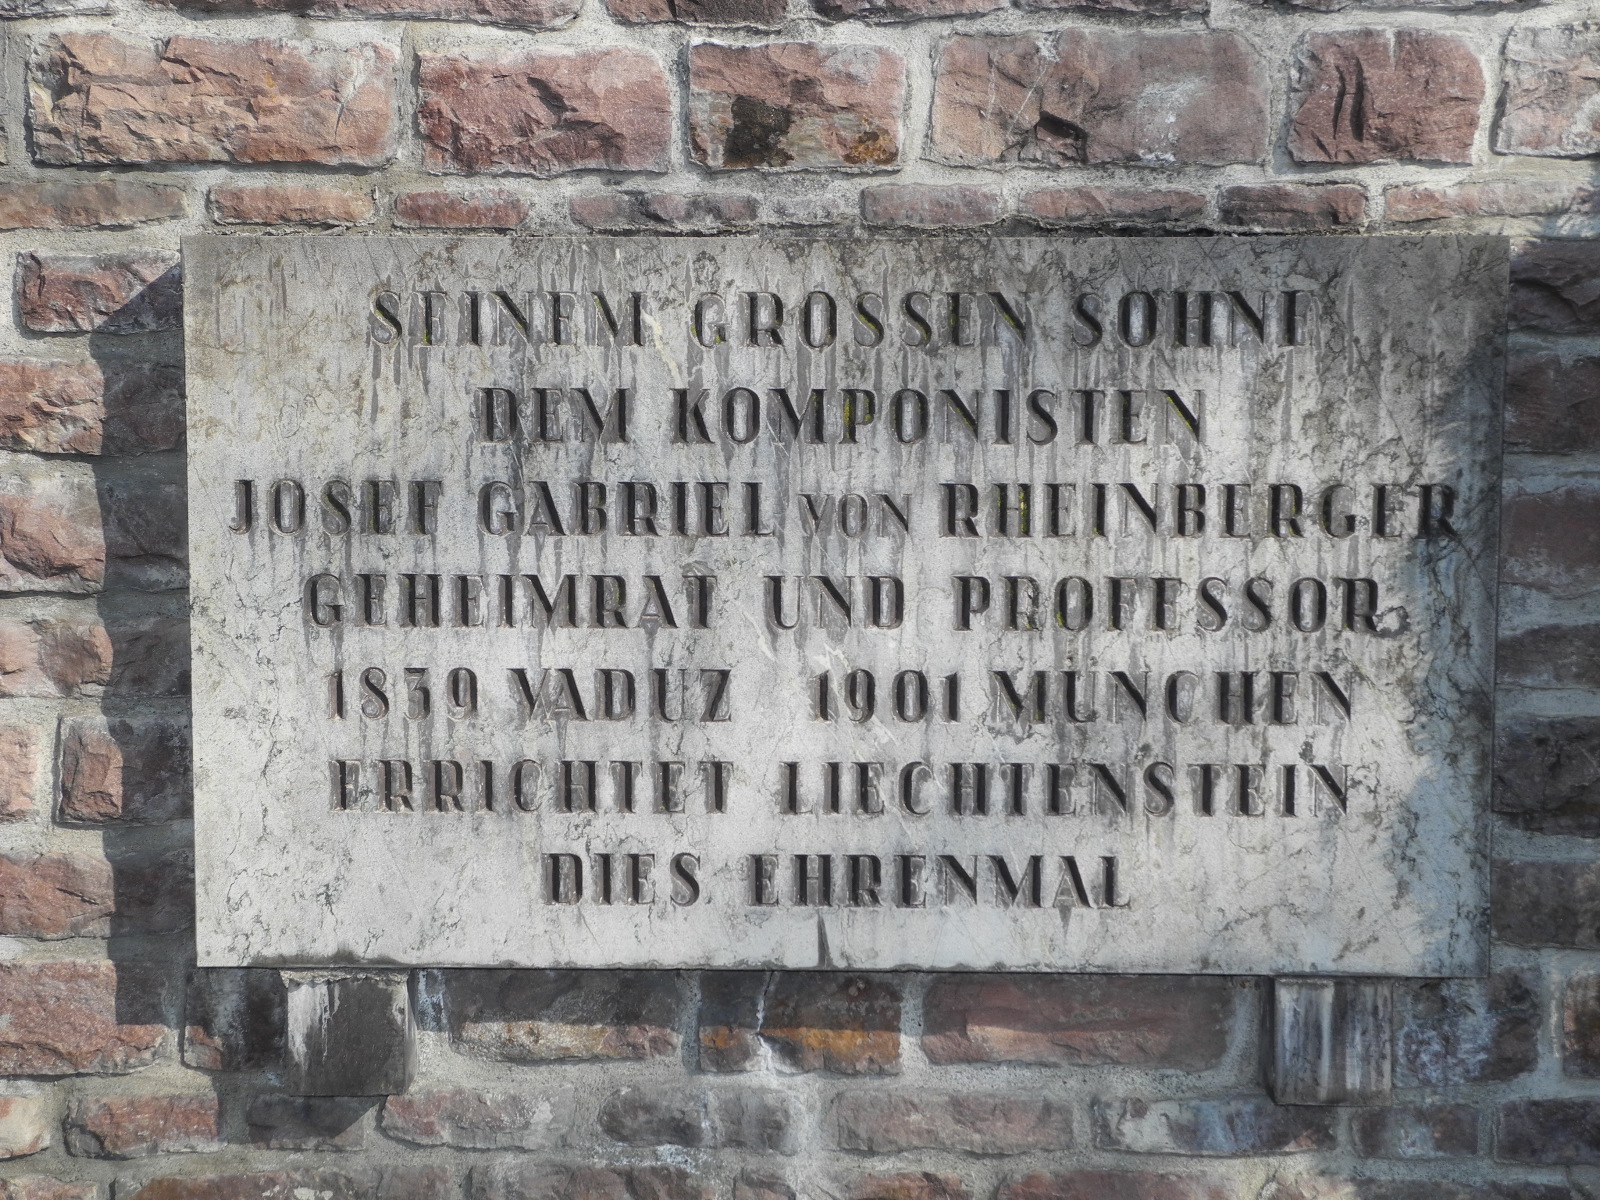 SEINEM GROSSEN SÖHNE
DEM KOMPONISTEN
JOSEF GABRIEL VON RHEINBERGER
GEHEIMRAT UND PROFESSOR
1839 VADUZ 1901 MÜNCHEN
ERRICHTET LIECHTENSTEIN
DIES EHRENMAL